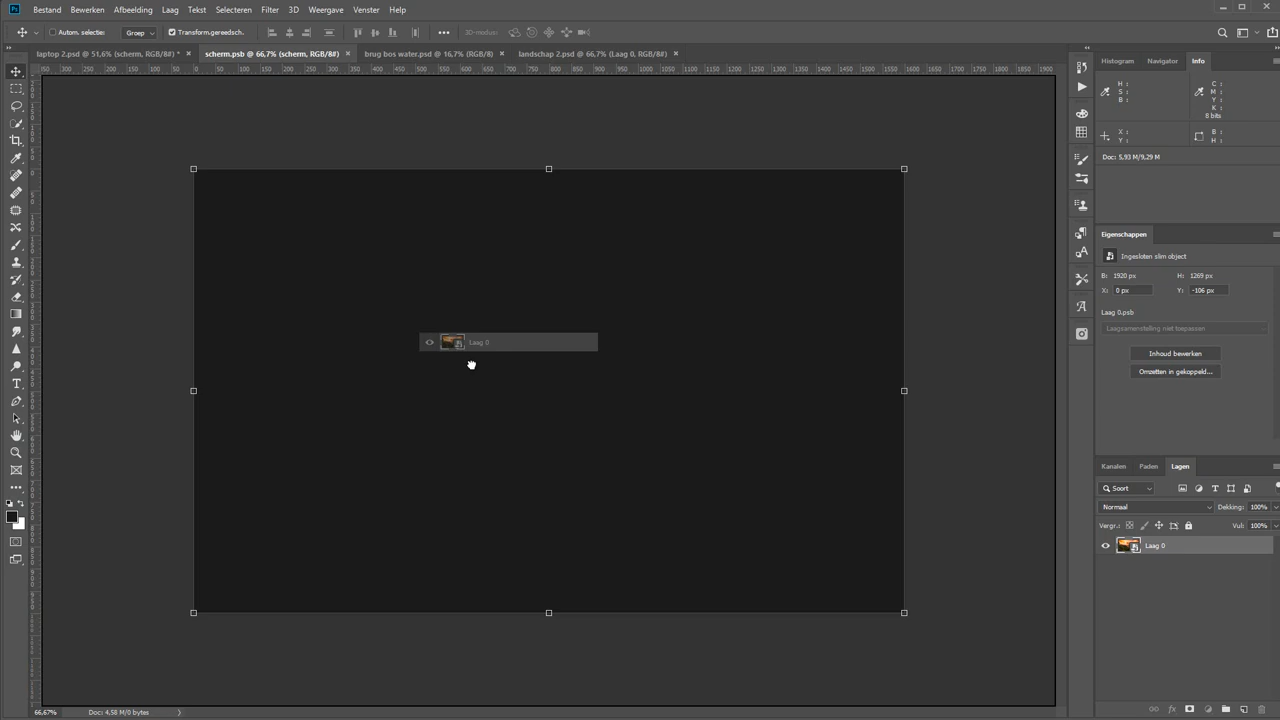 Ps Bestand Bewerken Afbeelding Laag Tekst Selecteren Filter 3D Weergave Venster Help
Autom. selectie: Groep Transform.gereedsch. 3D-modus:
laptop 2.psd @ 51,6% (scherm, RGB/8#) * scherm.psb @ 66,7% (scherm, RGB/8#) brug bos water.psd @ 16,7% (RGB/8) landschap 2.psd @ 66,7% (Laag 0, RGB/8#)
Histogram Navigator Info
H : C :
S : M :
B : Y :
K :
8 bits
X : B :
Y : H :
Doc: 5,93 M/9,29 M
Eigenschappen
Ingesloten slim object
B: 1920 px H: 1269 px
X: 0 px Y: -106 px
Laag 0.psb
Laagsamenstelling niet toepassen
Inhoud bewerken
Omzetten in gekoppeld...
Laag 0
Kanalen Paden Lagen
Soort
Normaal Dekking: 100%
Vergr.: Vul: 100%
Laag 0
66,67% Doc: 4,58 M/0 bytes